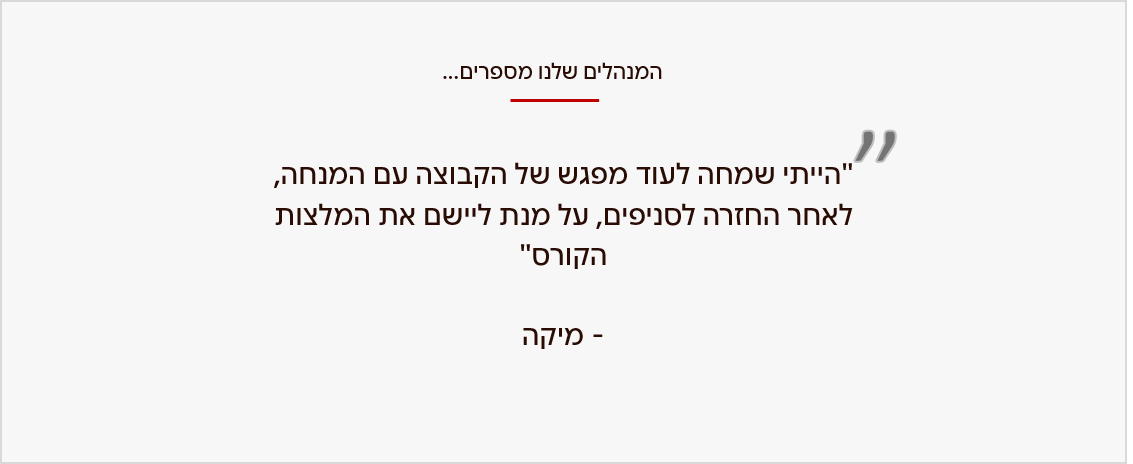 המנהלים שלנו מספרים...
"הייתי שמחה לעוד מפגש של הקבוצה עם המנחה,
לאחר החזרה לסניפים, על מנת ליישם את המלצות
הקורס"
- מיקה